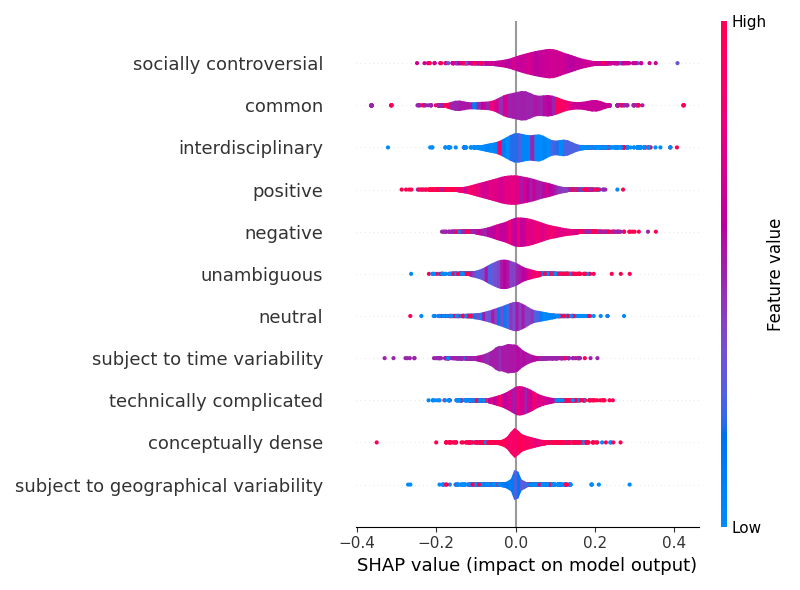 High
socially controversial
common
interdisciplinary
positive
negative
unambiguous
neutral
subject to time variability
technically complicated
conceptually dense
subject to geographical variability
Feature value
Low
−0.4 −0.2 0.0 0.2 0.4
SHAP value (impact on model output)